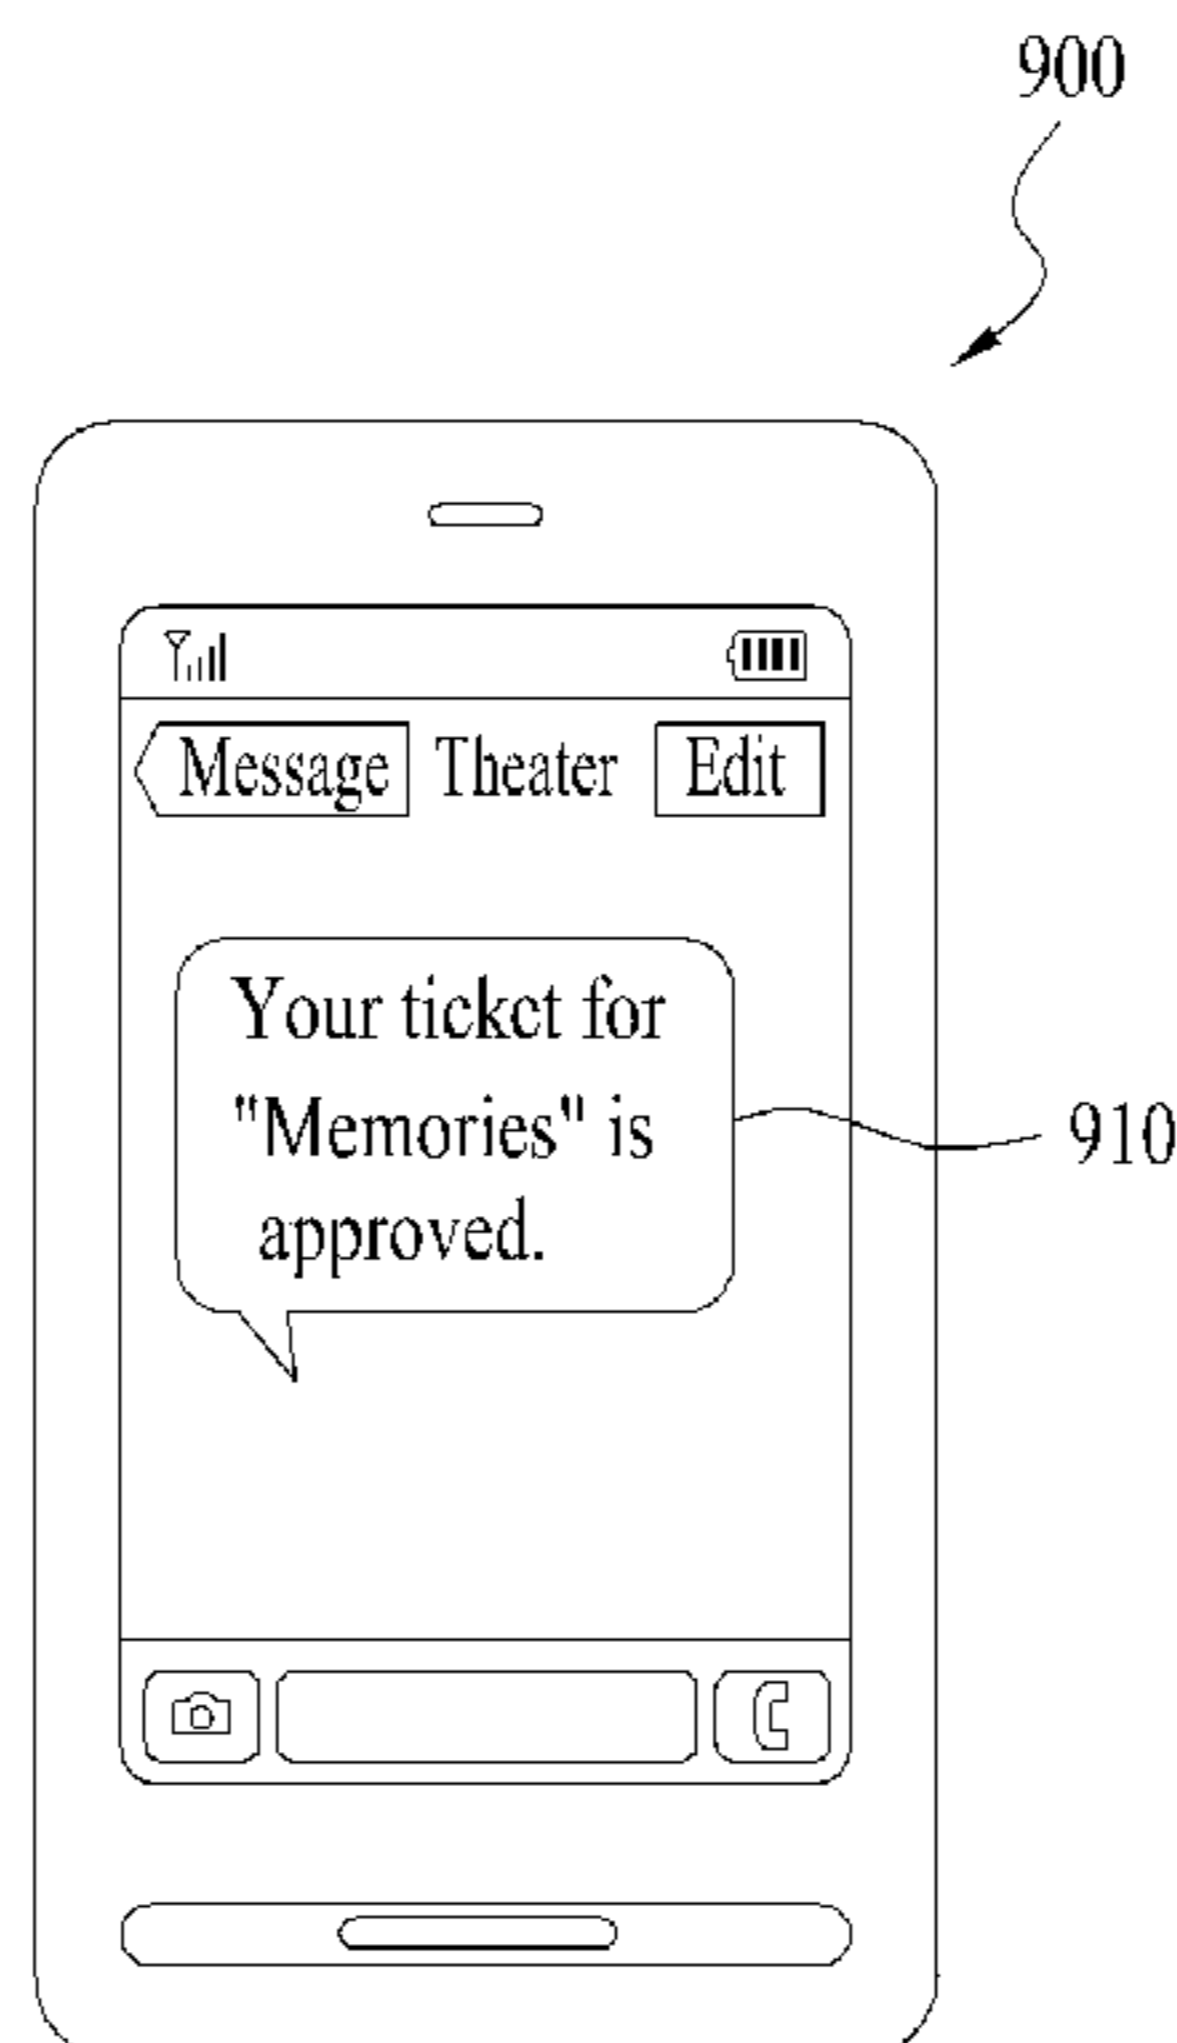 900
Message Theater Edit
Your ticket for
"Memories" is
approved.
910